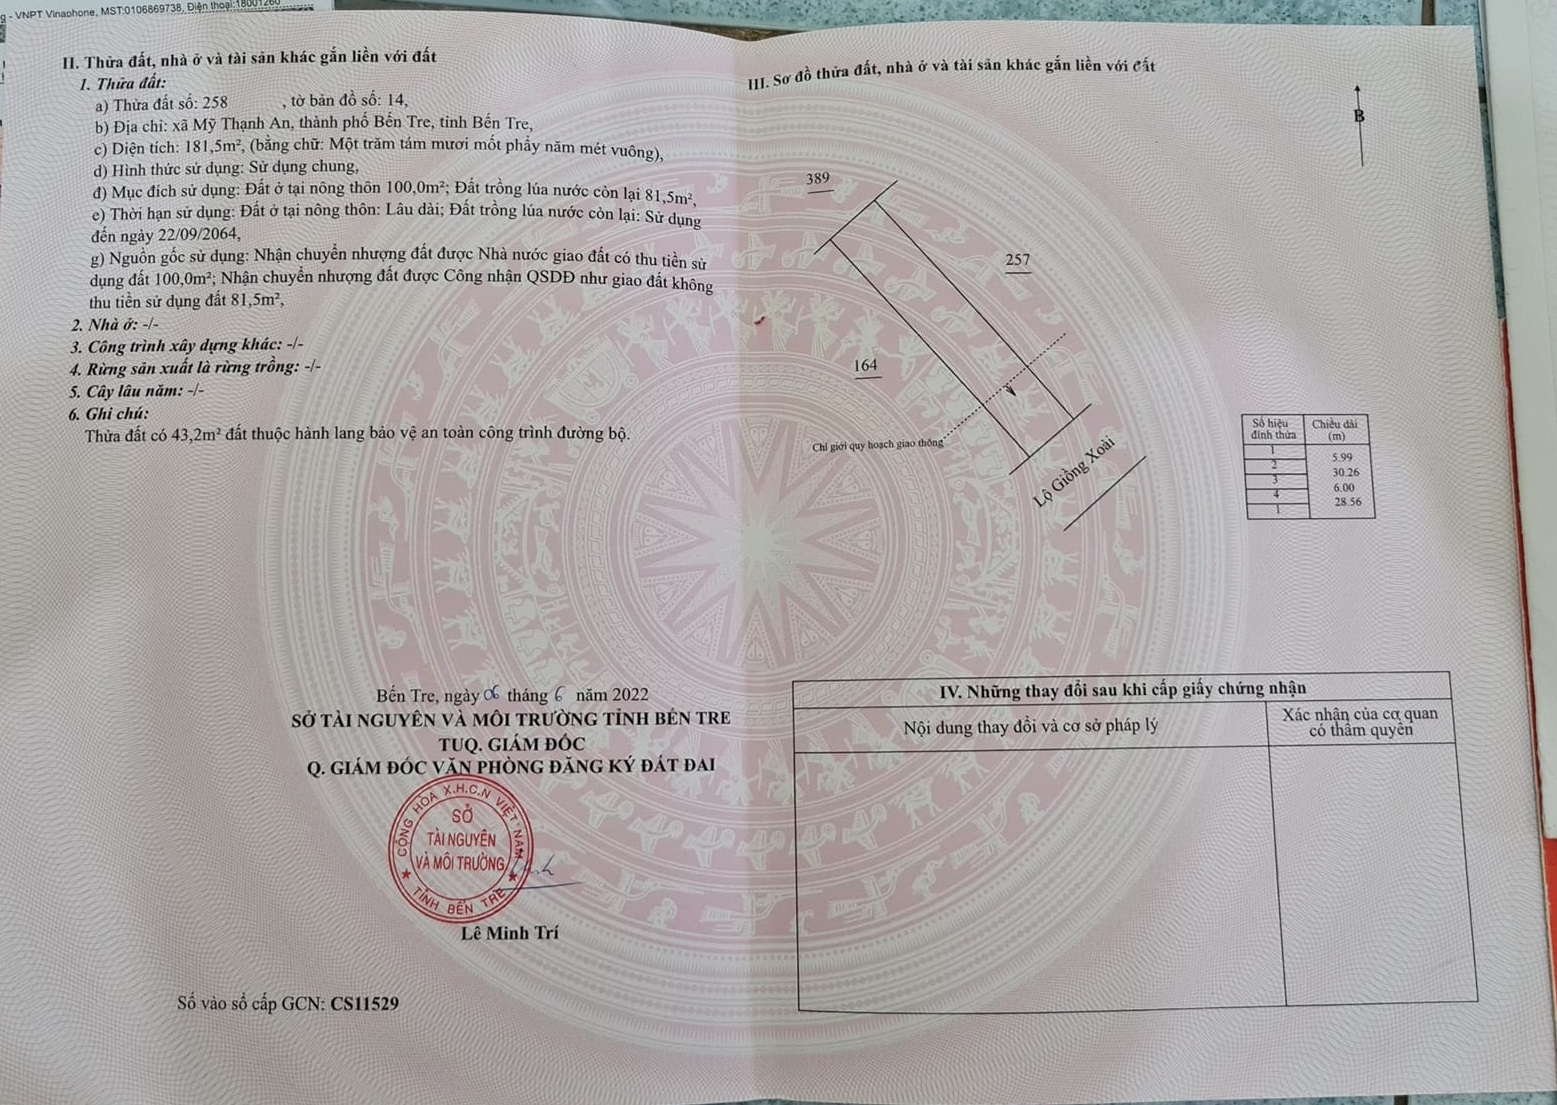 g - VNPT Vinaphone, MST:0106869738, Điện thoại:18001260
II. Thửa đất, nhà ở và tài sản khác gắn liền với đất
1. Thửa đất:
a) Thửa đất số: 258 , tờ bản đồ số: 14,
b) Địa chỉ: xã Mỹ Thạnh An, thành phố Bến Tre, tỉnh Bến Tre,
c) Diện tích: 181,5m², (bằng chữ: Một trăm tám mươi mốt phẩy năm mét vuông),
d) Hình thức sử dụng: Sử dụng chung,
đ) Mục đích sử dụng: Đất ở tại nông thôn 100,0m²; Đất trồng lúa nước còn lại 81,5m²,
e) Thời hạn sử dụng: Đất ở tại nông thôn: Lâu dài; Đất trồng lúa nước còn lại: Sử dụng
đến ngày 22/09/2064,
g) Nguồn gốc sử dụng: Nhận chuyển nhượng đất được Nhà nước giao đất có thu tiền sử
dụng đất 100,0m²; Nhận chuyển nhượng đất được Công nhận QSDĐ như giao đất không
thu tiền sử dụng đất 81,5m²,
2. Nhà ở: -/-
3. Công trình xây dựng khác: -/-
4. Rừng sản xuất là rừng trồng: -/-
5. Cây lâu năm: -/-
6. Ghi chú:
Thửa đất có 43,2m² đất thuộc hành lang bảo vệ an toàn công trình đường bộ.
Bến Tre, ngày 06 tháng 6 năm 2022
SỞ TÀI NGUYÊN VÀ MÔI TRƯỜNG TỈNH BẾN TRE
TUQ. GIÁM ĐỐC
Q. GIÁM ĐỐC VĂN PHÒNG ĐĂNG KÝ ĐẤT ĐAI
CỘNG HÒA X.H.C.N VIỆT NAM
SỞ
TÀI NGUYÊN
VÀ MÔI TRƯỜNG
TỈNH BẾN TRE
Lê Minh Trí
Số vào sổ cấp GCN: CS11529
III. Sơ đồ thửa đất, nhà ở và tài sản khác gắn liền với đất
B
389
257
164
Chỉ giới quy hoạch giao thông
Lộ Giồng Xoài
Số hiệu đỉnh thửa Chiều dài (m)
1
5.99
2
30.26
3
6.00
4
28.56
1
IV. Những thay đổi sau khi cấp giấy chứng nhận
Nội dung thay đổi và cơ sở pháp lý
Xác nhận của cơ quan
có thẩm quyền